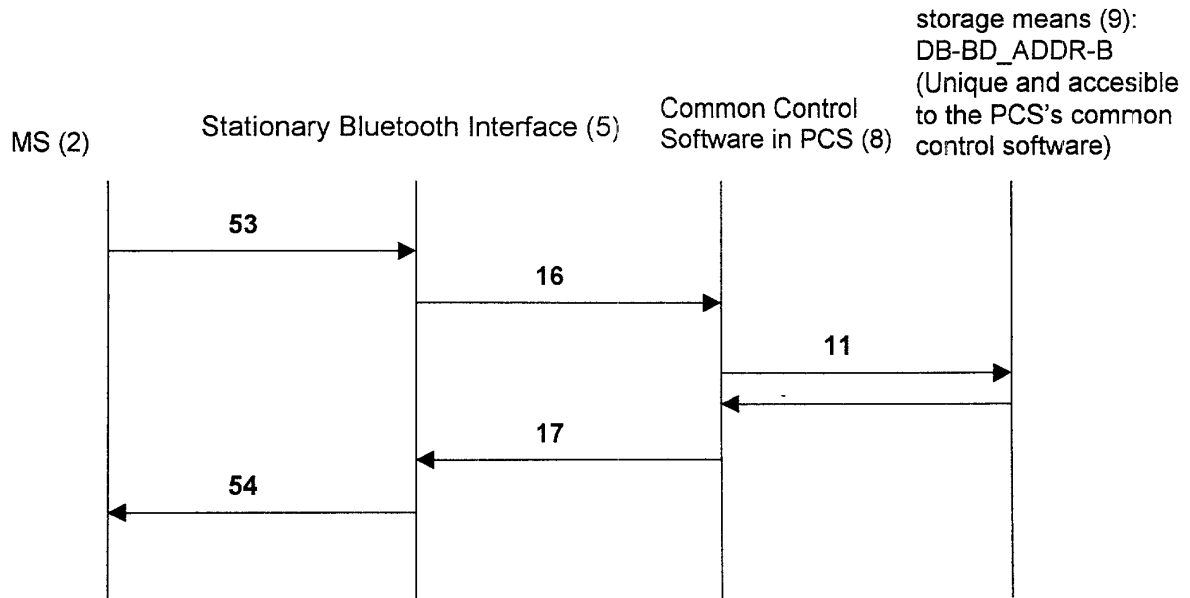 storage means (9):
DB-BD_ADDR-B
(Unique and accesible
to the PCS's common
control software)
Common Control
Software in PCS (8)
Stationary Bluetooth Interface (5)
MS (2)
53
16
11
17
54